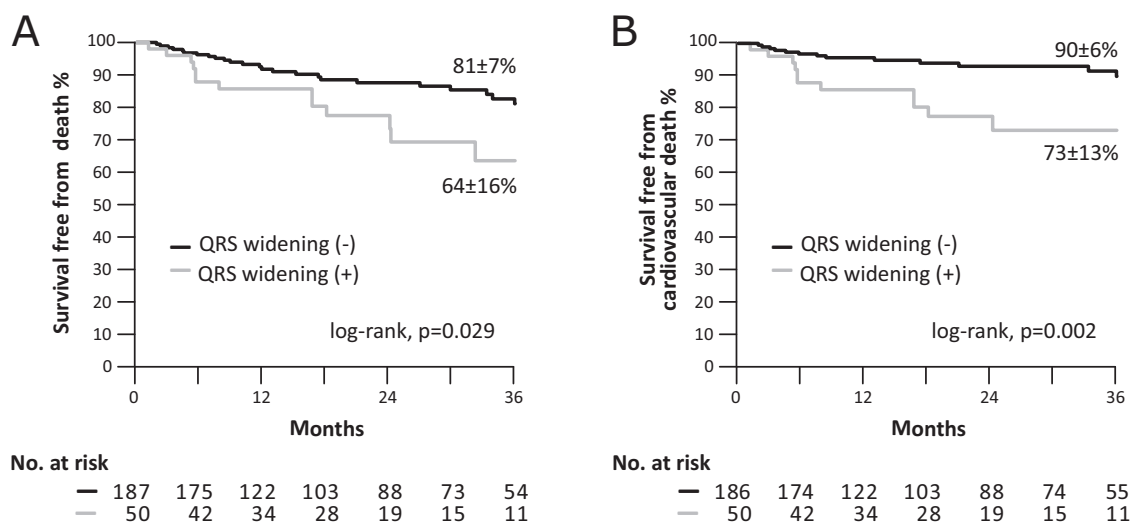 A
100
90
80
70
60
50
40
30
20
10
0
Survival free from death %
81±7%
64±16%
QRS widening (-)
QRS widening (+)
log-rank, p=0.029
0 12 24 36
Months
No. at risk
187 175 122 103 88 73 54
50 42 34 28 19 15 11
B
100
90
80
70
60
50
40
30
20
10
0
Survival free from
cardiovascular death %
90±6%
73±13%
QRS widening (-)
QRS widening (+)
log-rank, p=0.002
0 12 24 36
Months
No. at risk
186 174 122 103 88 74 55
50 42 34 28 19 15 11